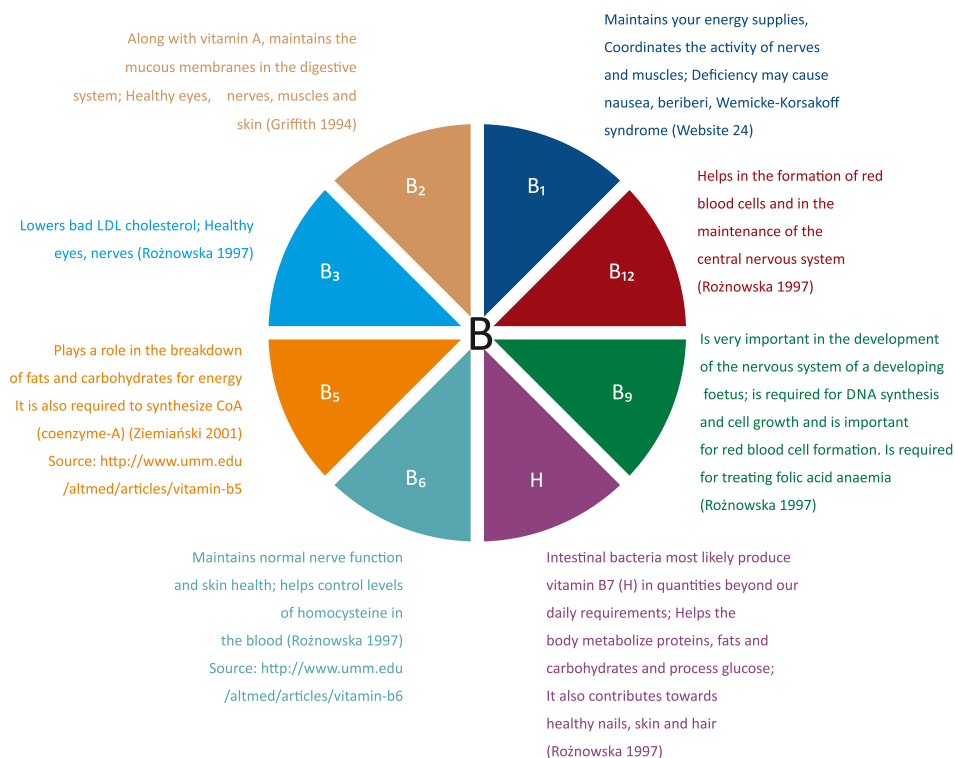 Along with vitamin A, maintains the
mucous membranes in the digestive
system; Healthy eyes, nerves, muscles and
skin (Griffith 1994)
Maintains your energy supplies,
Coordinates the activity of nerves
and muscles; Deficiency may cause
nausea, beriberi, Wemicke-Korsakoff
syndrome (Website 24)
B₂
B₁
Lowers bad LDL cholesterol; Healthy
eyes, nerves (Rożnowska 1997)
B₃
B₁₂
Helps in the formation of red
blood cells and in the
maintenance of the
central nervous system
(Rożnowska 1997)
B
Plays a role in the breakdown
of fats and carbohydrates for energy
It is also required to synthesize CoA
(coenzyme-A) (Ziemiański 2001)
Source: http://www.umm.edu
/altmed/articles/vitamin-b5
B₅
B₉
Is very important in the development
of the nervous system of a developing
foetus; is required for DNA synthesis
and cell growth and is important
for red blood cell formation. Is required
for treating folic acid anaemia
(Rożnowska 1997)
B₆
H
Maintains normal nerve function
and skin health; helps control levels
of homocysteine in
the blood (Rożnowska 1997)
Source: http://www.umm.edu
/altmed/articles/vitamin-b6
Intestinal bacteria most likely produce
vitamin B7 (H) in quantities beyond our
daily requirements; Helps the
body metabolize proteins, fats and
carbohydrates and process glucose;
It also contributes towards
healthy nails, skin and hair
(Rożnowska 1997)